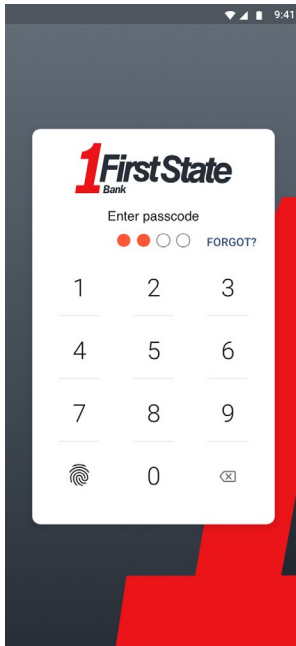 9:41
1 First State
Bank
Enter passcode
FORGOT?
1 2 3
4 5 6
7 8 9
0